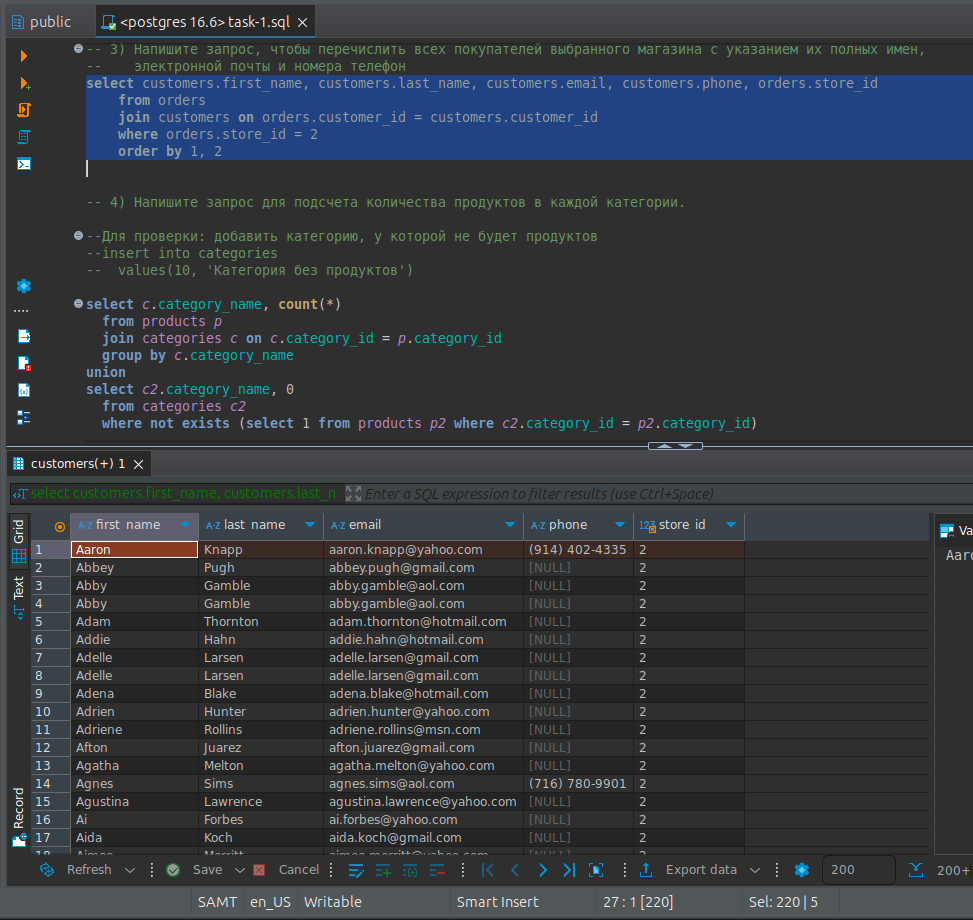 public
<postgres 16.6> task-1.sql
-- 3) Напишите запрос, чтобы перечислить всех покупателей выбранного магазина с указанием их полных имен,
--    электронной почты и номера телефон
select customers.first_name, customers.last_name, customers.email, customers.phone, orders.store_id
from orders
join customers on orders.customer_id = customers.customer_id
where orders.store_id = 2
order by 1, 2
-- 4) Напишите запрос для подсчета количества продуктов в каждой категории.
--Для проверки: добавить категорию, у которой не будет продуктов
--insert into categories
--  values(10, 'Категория без продуктов')
select c.category_name, count(*)
from products p
join categories c on c.category_id = p.category_id
group by c.category_name
union
select c2.category_name, 0
from categories c2
where not exists (select 1 from products p2 where c2.category_id = p2.category_id)
customers(+) 1
select customers.first_name, customers.last_n Enter a SQL expression to filter results (use Ctrl+Space)
Grid
Text
Record
first_name last_name email phone store_id
1 Aaron Knapp aaron.knapp@yahoo.com (914) 402-4335 2
2 Abbey Pugh abbey.pugh@gmail.com [NULL] 2
3 Abby Gamble abby.gamble@aol.com [NULL] 2
4 Abby Gamble abby.gamble@aol.com [NULL] 2
5 Adam Thornton adam.thornton@hotmail.com [NULL] 2
6 Addie Hahn addie.hahn@hotmail.com [NULL] 2
7 Adelle Larsen adelle.larsen@gmail.com [NULL] 2
8 Adelle Larsen adelle.larsen@gmail.com [NULL] 2
9 Adena Blake adena.blake@hotmail.com [NULL] 2
10 Adrien Hunter adrien.hunter@yahoo.com [NULL] 2
11 Adriene Rollins adriene.rollins@msn.com [NULL] 2
12 Afton Juarez afton.juarez@gmail.com [NULL] 2
13 Agatha Melton agatha.melton@yahoo.com [NULL] 2
14 Agnes Sims agnes.sims@aol.com (716) 780-9901 2
15 Agustina Lawrence agustina.lawrence@yahoo.com [NULL] 2
16 Ai Forbes ai.forbes@yahoo.com [NULL] 2
17 Aida Koch aida.koch@gmail.com [NULL] 2
Va
Aaro
Refresh Save Cancel Export data 200 200+
SAMT en_US Writable Smart Insert 27 : 1 [220] Sel: 220 | 5